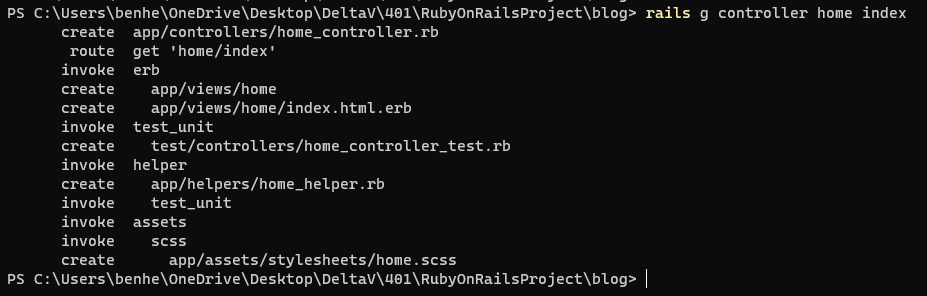 PS C:\Users\benhe\OneDrive\Desktop\DeltaV\401\RubyOnRailsProject\blog> rails g controller home index
      create  app/controllers/home_controller.rb
       route  get 'home/index'
      invoke  erb
      create    app/views/home
      create    app/views/home/index.html.erb
      invoke  test_unit
      create    test/controllers/home_controller_test.rb
      invoke  helper
      create    app/helpers/home_helper.rb
      invoke    test_unit
      invoke  assets
      invoke    scss
      create      app/assets/stylesheets/home.scss
PS C:\Users\benhe\OneDrive\Desktop\DeltaV\401\RubyOnRailsProject\blog>